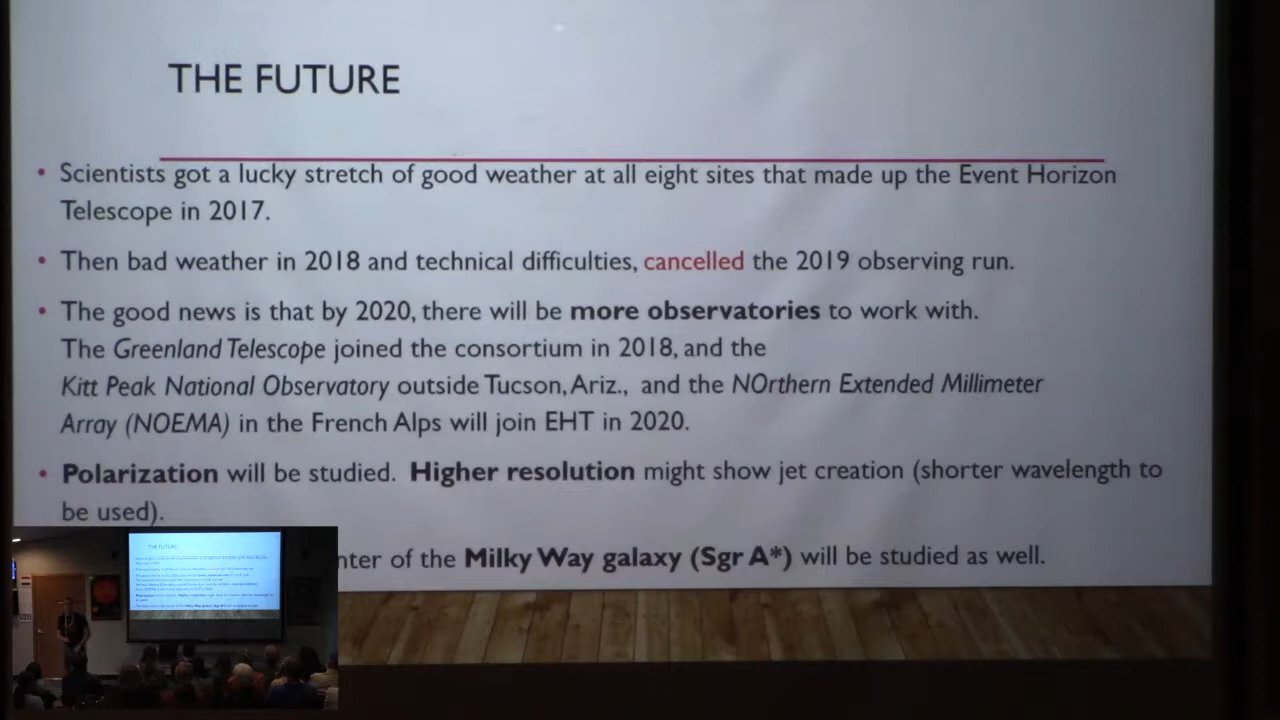 THE FUTURE
• Scientists got a lucky stretch of good weather at all eight sites that made up the Event Horizon
Telescope in 2017.
• Then bad weather in 2018 and technical difficulties, cancelled the 2019 observing run.
• The good news is that by 2020, there will be more observatories to work with.
The Greenland Telescope joined the consortium in 2018, and the
Kitt Peak National Observatory outside Tucson, Ariz., and the NOrthern Extended Millimeter
Array (NOEMA) in the French Alps will join EHT in 2020.
• Polarization will be studied. Higher resolution might show jet creation (shorter wavelength to
be used).
nter of the Milky Way galaxy (Sgr A*) will be studied as well.
THE FUTURE